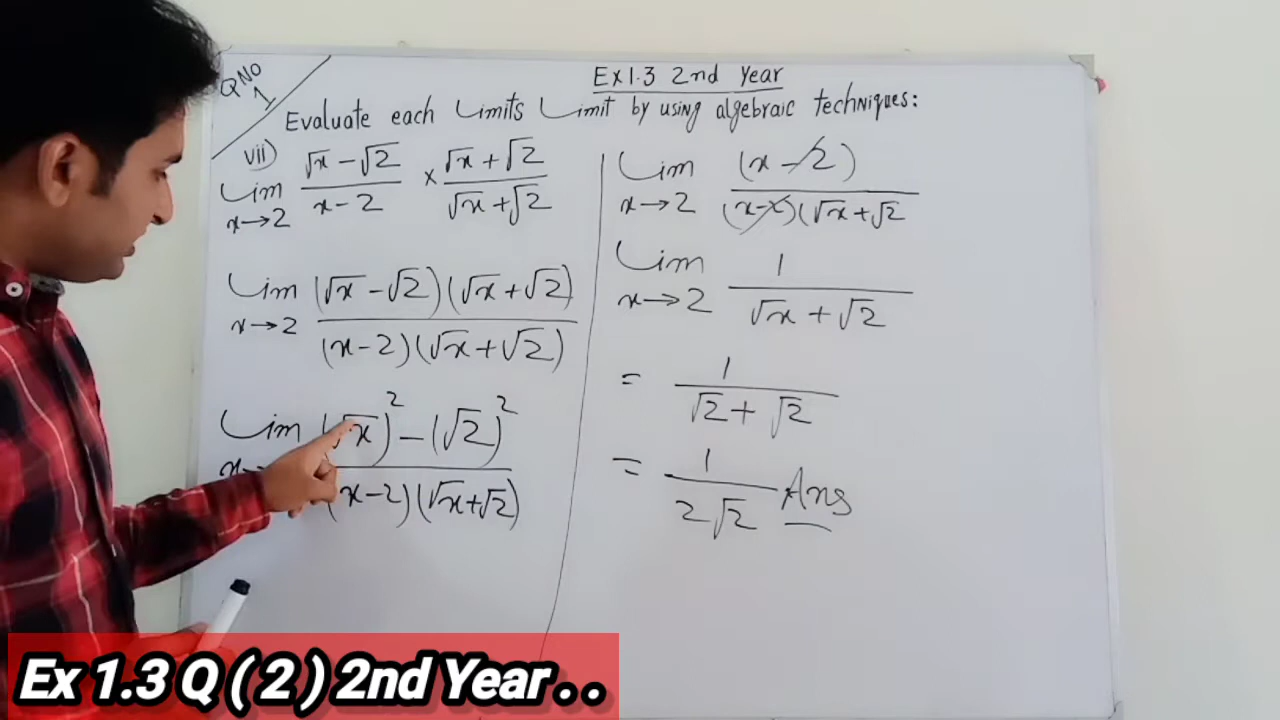 Ex 1.3 2nd Year
Q No 1
Evaluate each Limits Limit by using algebraic techniques:
vii)
Lim x→2 (√x - √2)/(x - 2) × (√x + √2)/(√x + √2)
Lim x→2 (√x - √2)(√x + √2)/(x - 2)(√x + √2)
Lim (√x)² - (√2)²/(x - 2)(√x + √2)
Lim x→2 (x - 2)/(x - 2)(√x + √2
Lim x→2 1/√x + √2
= 1/√2 + √2
= 1/2√2 Ans
Ex 1.3 Q ( 2 ) 2nd Year . .